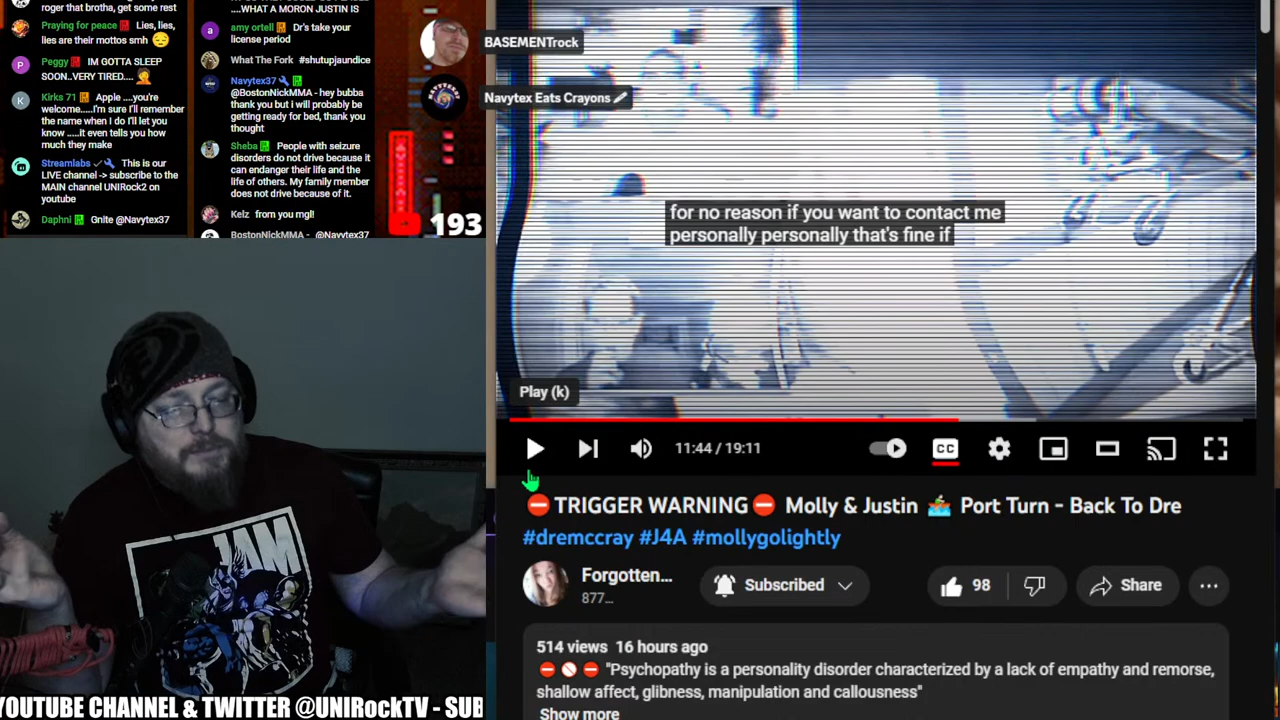 roger that brotha, get some rest
Praying for peace Lies, lies,
lies are their mottos smh
Peggy IM GOTTA SLEEP
SOON..VERY TIRED....
Kirks 71 Apple ....you're
welcome.....I'm sure I'll remember
the name when I do I'll let you
know .....it even tells you how
much they make
Streamlabs This is our
LIVE channel -> subscribe to the
MAIN channel UNIRock2 on
youtube
Daphni Gnite @Navytex
....WHAT A MORON JUSTIN IS
amy ortell Dr's take your
license period
What The Fork #shutupjaundice
Navytex37
@BostonNickMMA - hey bubba
thank you but i will probably be
getting ready for bed, thank you
thought
Sheba People with seizure
disorders do not drive because it
can endanger their life and the
life of others. My family member
does not drive because of it.
Kelz from you mgl!
BostonNickMMA - @Navytex
193
BASEMENTrock
Navytex Eats Crayons
JAM
YOUTUBE CHANNEL & TWITTER @UNIRockTV - SUB
for no reason if you want to contact me
personally personally that's fine if
Play (k)
11:44 / 19:11
CC
TRIGGER WARNING Molly & Justin Port Turn - Back To Dre
#dremccray #J4A #mollygolightly
Forgotten...
877...
Subscribed
98
Share
514 views 16 hours ago
"Psychopathy is a personality disorder characterized by a lack of empathy and remorse,
shallow affect, glibness, manipulation and callousness"
Show more